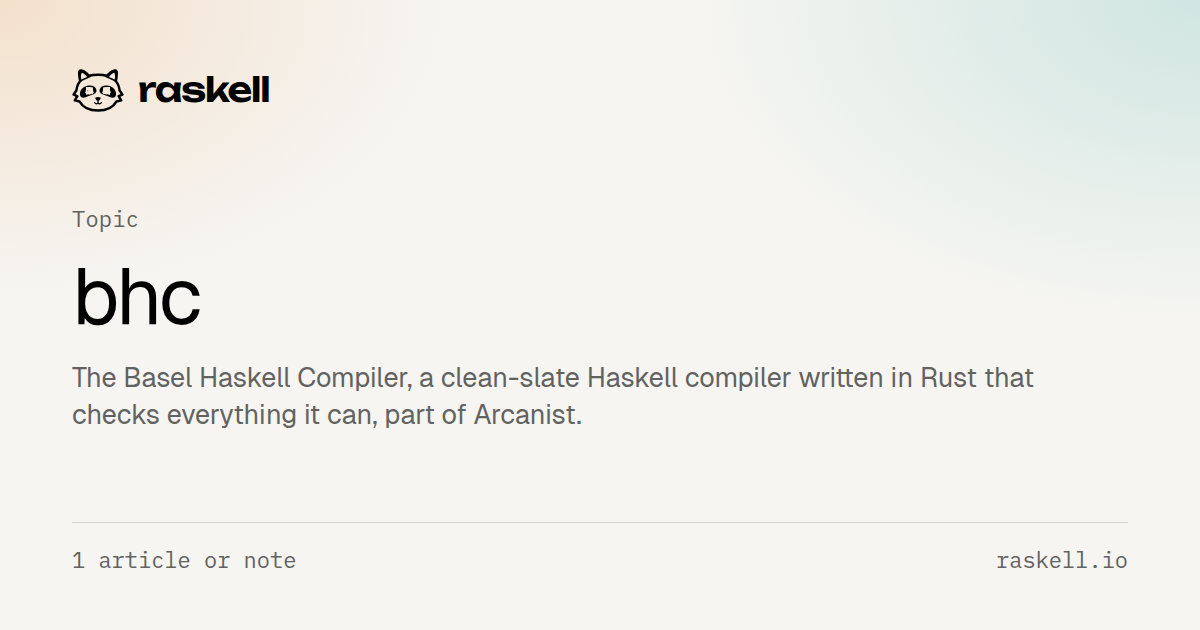 raskell
Topic
bhc
The Basel Haskell Compiler, a clean-slate Haskell compiler written in Rust that
checks everything it can, part of Arcanist.
1 article or note
raskell.io